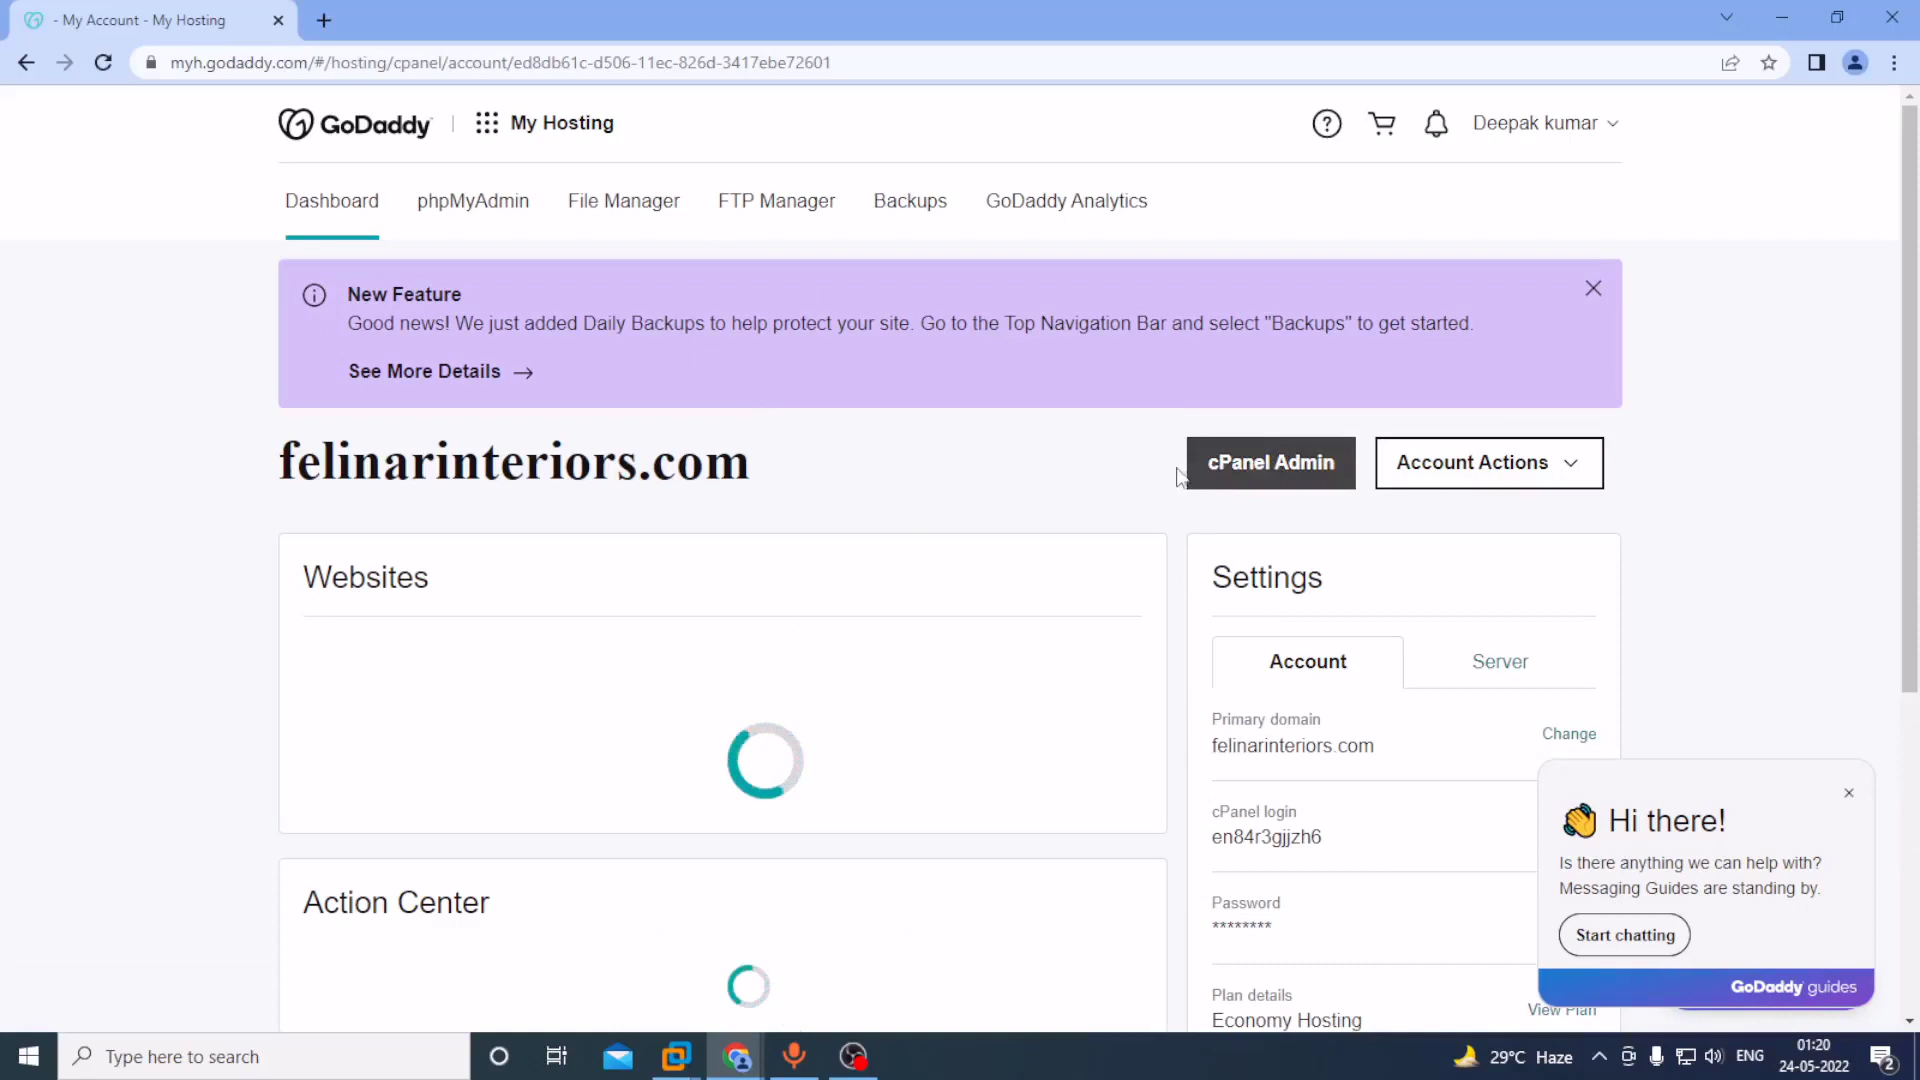 - My Account - My Hosting
myh.godaddy.com/#/hosting/cpanel/account/ed8db61c-d506-11ec-826d-3417ebe72601
GoDaddy My Hosting
Deepak kumar
Dashboard phpMyAdmin File Manager FTP Manager Backups GoDaddy Analytics
New Feature
Good news! We just added Daily Backups to help protect your site. Go to the Top Navigation Bar and select "Backups" to get started.
See More Details →
felinarinteriors.com
cPanel Admin Account Actions
Websites
Settings
Account Server
Primary domain
felinarinteriors.com
Change
cPanel login
en84r3gjjzh6
Password
********
Plan details
Economy Hosting
View Plan
Action Center
Hi there!
Is there anything we can help with?
Messaging Guides are standing by.
Start chatting
GoDaddy guides
Type here to search
29°C Haze
ENG
01:20
24-05-2022
2